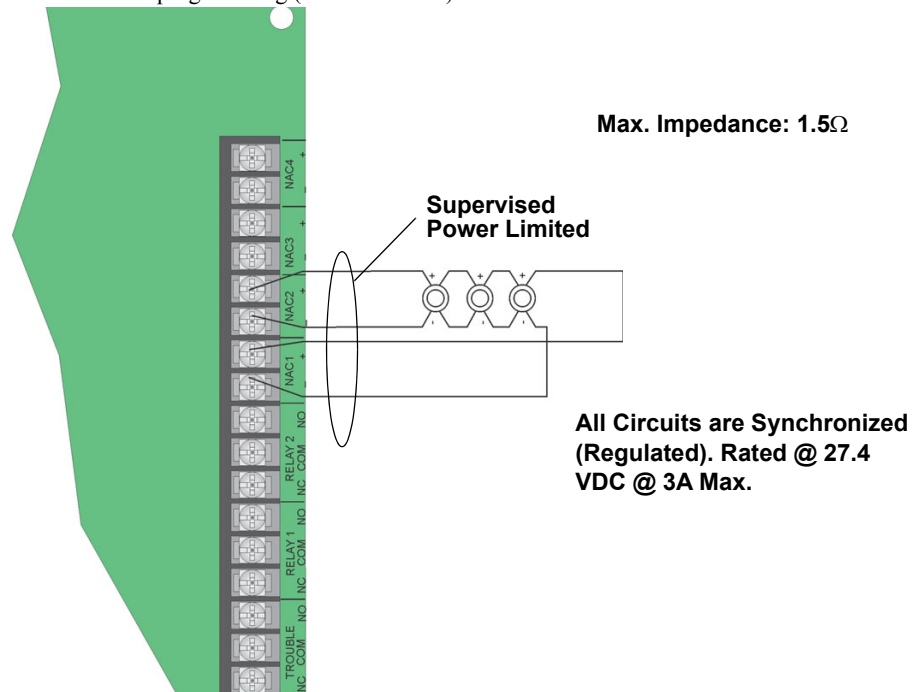 Max. Impedance: 1.5Ω
Supervised
Power Limited
All Circuits are Synchronized
(Regulated). Rated @ 27.4
VDC @ 3A Max.
+
NAC4
–
+
NAC3
–
+
NAC2
–
+
NAC1
–
NO
RELAY 2
COM
NC
NO
RELAY 1
COM
NC
NO
TROUBLE
COM
NC
+ + +
- - -